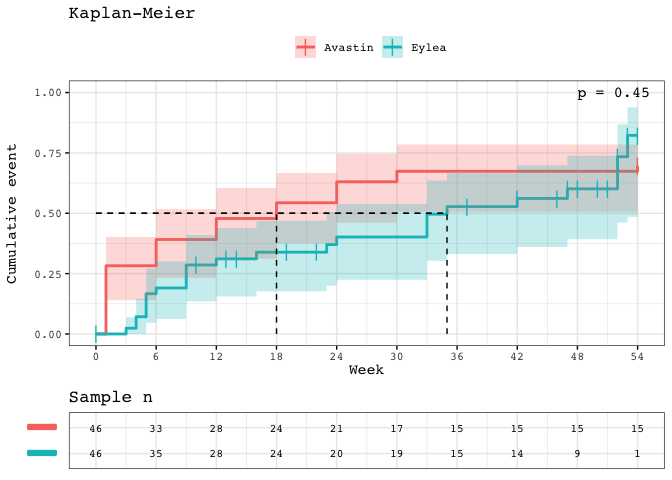 Kaplan-Meier
Avastin Eylea
p = 0.45
Cumulative event
1.00
0.75
0.50
0.25
0.00
0 6 12 18 24 30 36 42 48 54
Week
Sample n
46 33 28 24 21 17 15 15 15 15
46 35 28 24 20 19 15 14 9 1